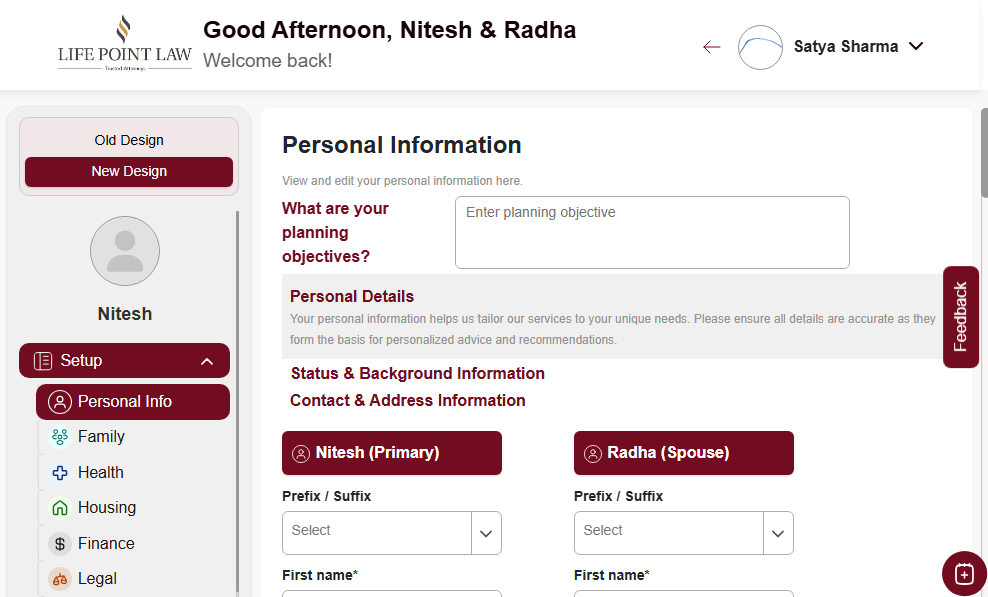 LIFE POINT LAW
Trusted Attorneys
Good Afternoon, Nitesh & Radha
Welcome back!
Satya Sharma
Old Design
New Design
Nitesh
Setup
Personal Info
Family
Health
Housing
Finance
Legal
Personal Information
View and edit your personal information here.
What are your
planning
objectives?
Enter planning objective
Personal Details
Your personal information helps us tailor our services to your unique needs. Please ensure all details are accurate as they
form the basis for personalized advice and recommendations.
Status & Background Information
Contact & Address Information
Nitesh (Primary)
Radha (Spouse)
Prefix / Suffix
Prefix / Suffix
Select
Select
First name*
First name*
Feedback